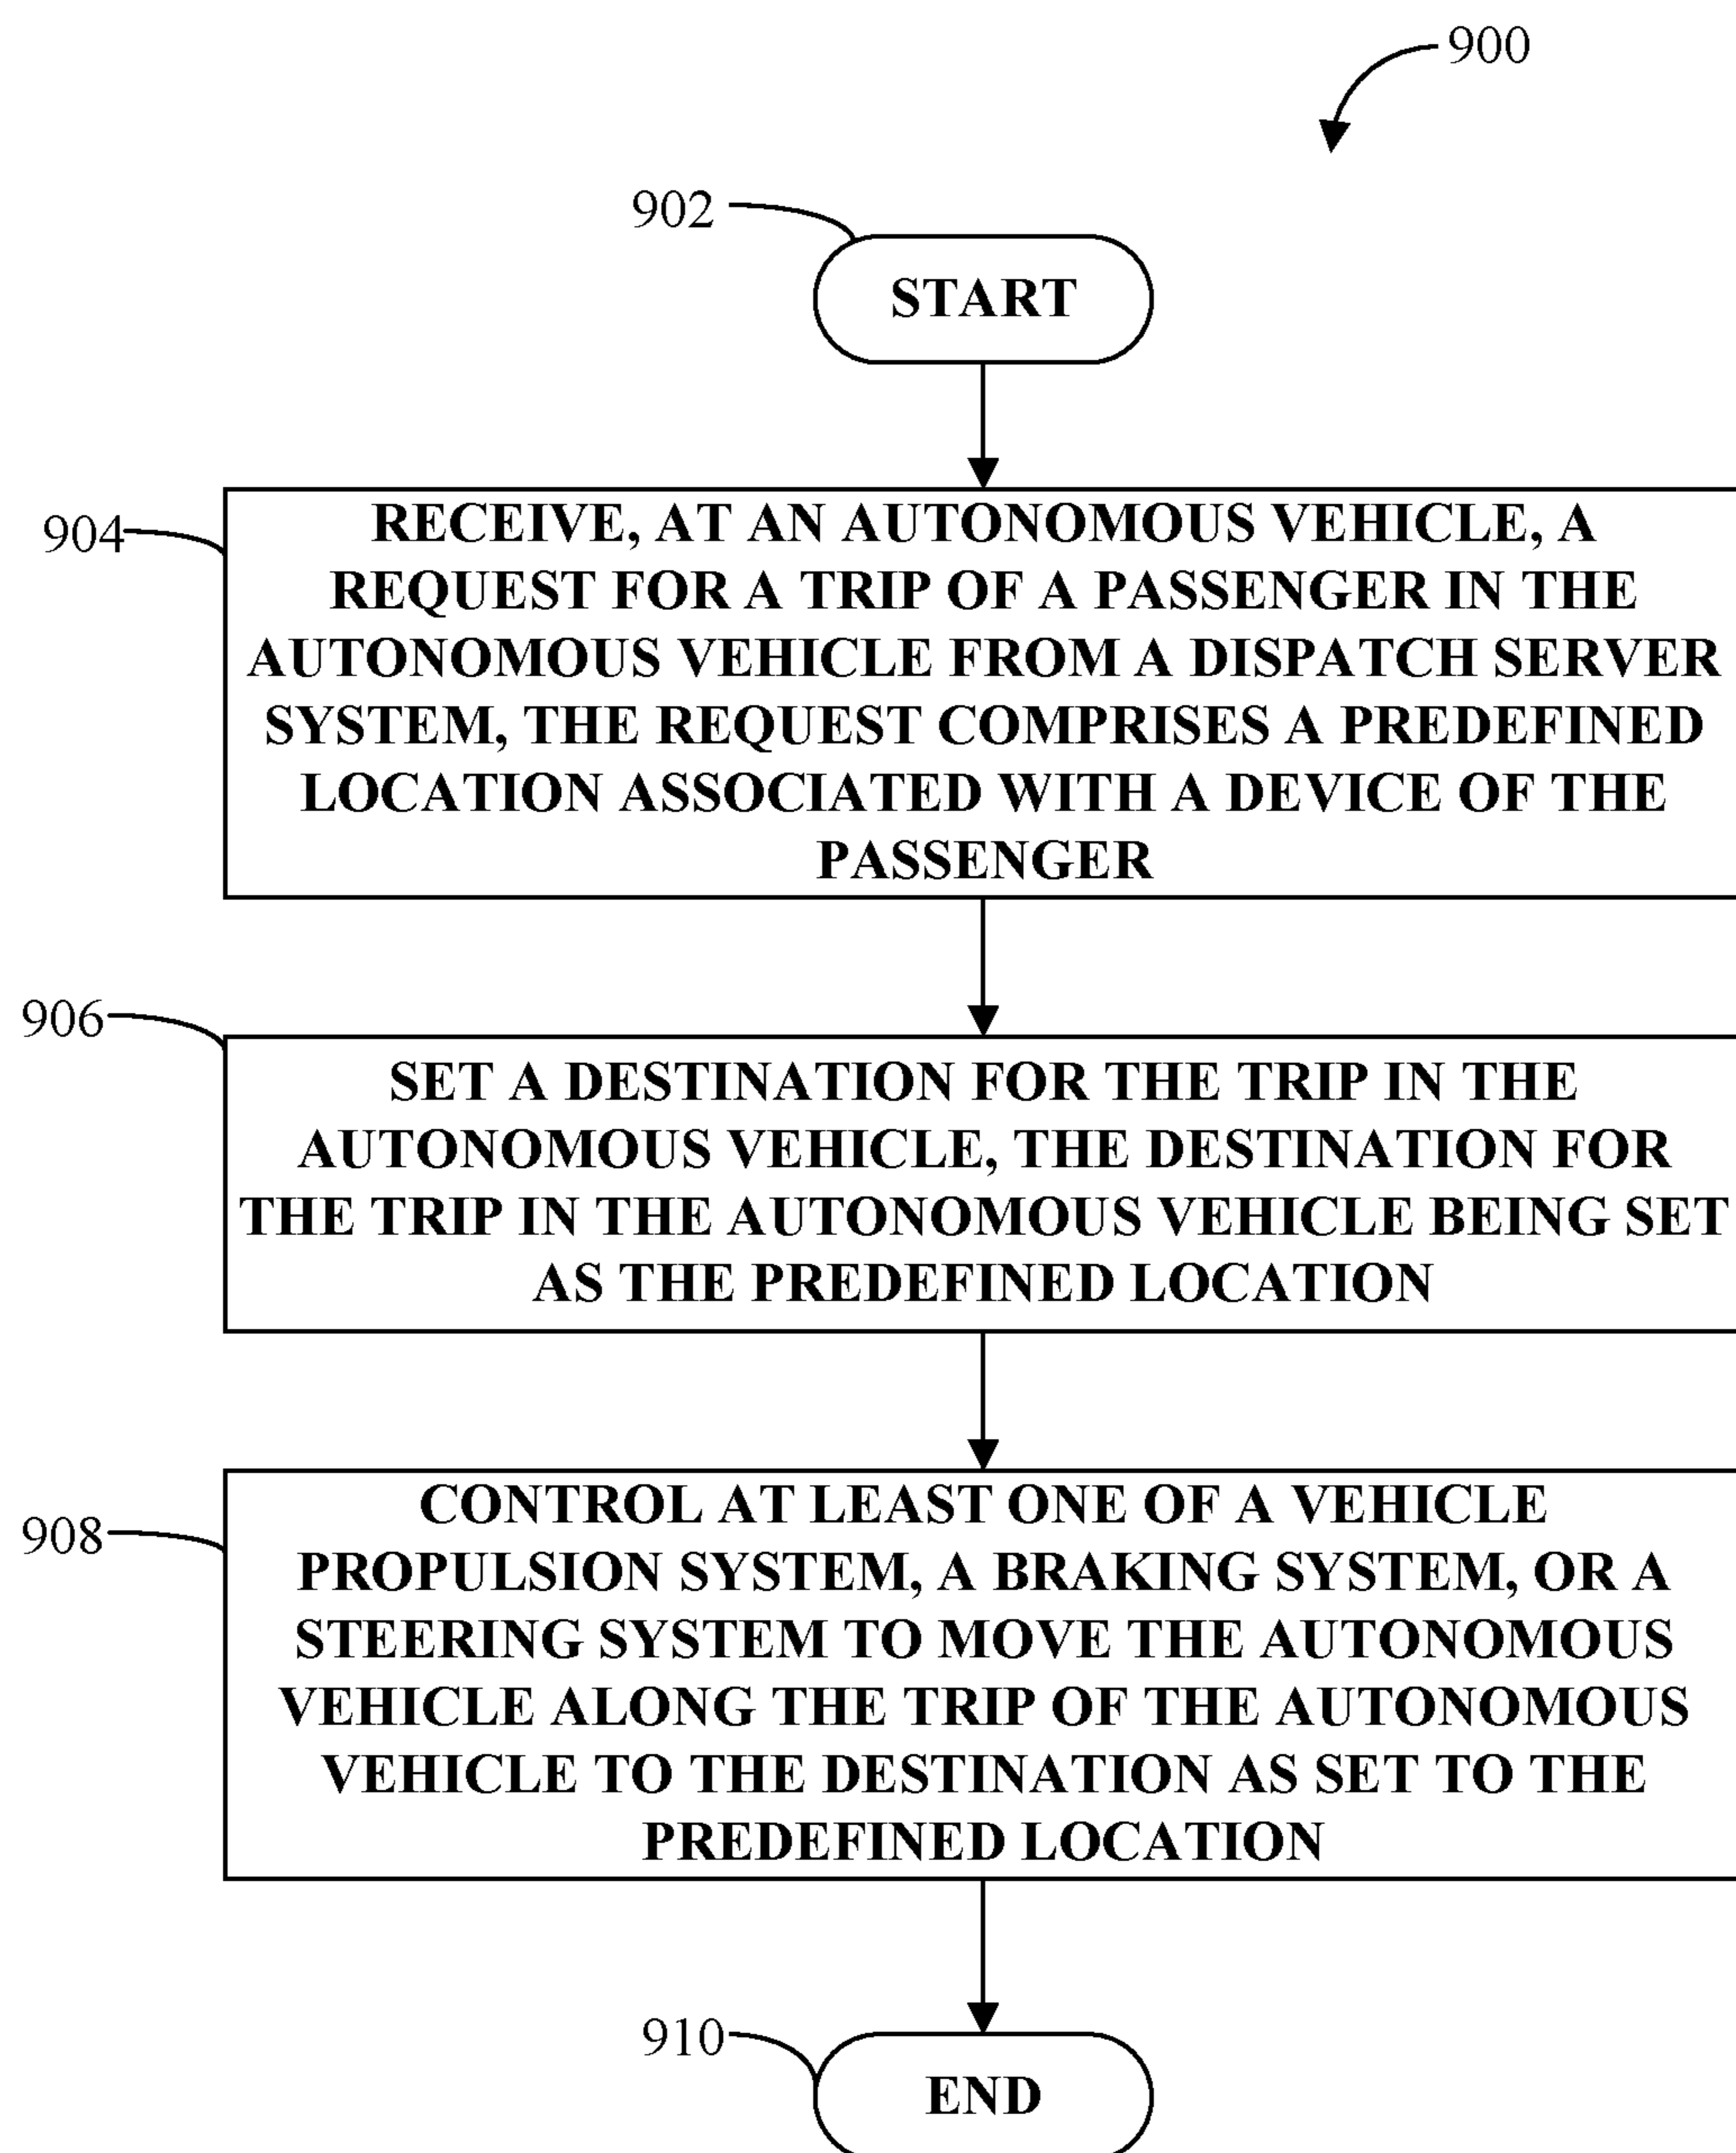 900
902
START
904
RECEIVE, AT AN AUTONOMOUS VEHICLE, A
REQUEST FOR A TRIP OF A PASSENGER IN THE
AUTONOMOUS VEHICLE FROM A DISPATCH SERVER
SYSTEM, THE REQUEST COMPRISES A PREDEFINED
LOCATION ASSOCIATED WITH A DEVICE OF THE
PASSENGER
906
SET A DESTINATION FOR THE TRIP IN THE
AUTONOMOUS VEHICLE, THE DESTINATION FOR
THE TRIP IN THE AUTONOMOUS VEHICLE BEING SET
AS THE PREDEFINED LOCATION
908
CONTROL AT LEAST ONE OF A VEHICLE
PROPULSION SYSTEM, A BRAKING SYSTEM, OR A
STEERING SYSTEM TO MOVE THE AUTONOMOUS
VEHICLE ALONG THE TRIP OF THE AUTONOMOUS
VEHICLE TO THE DESTINATION AS SET TO THE
PREDEFINED LOCATION
910
END